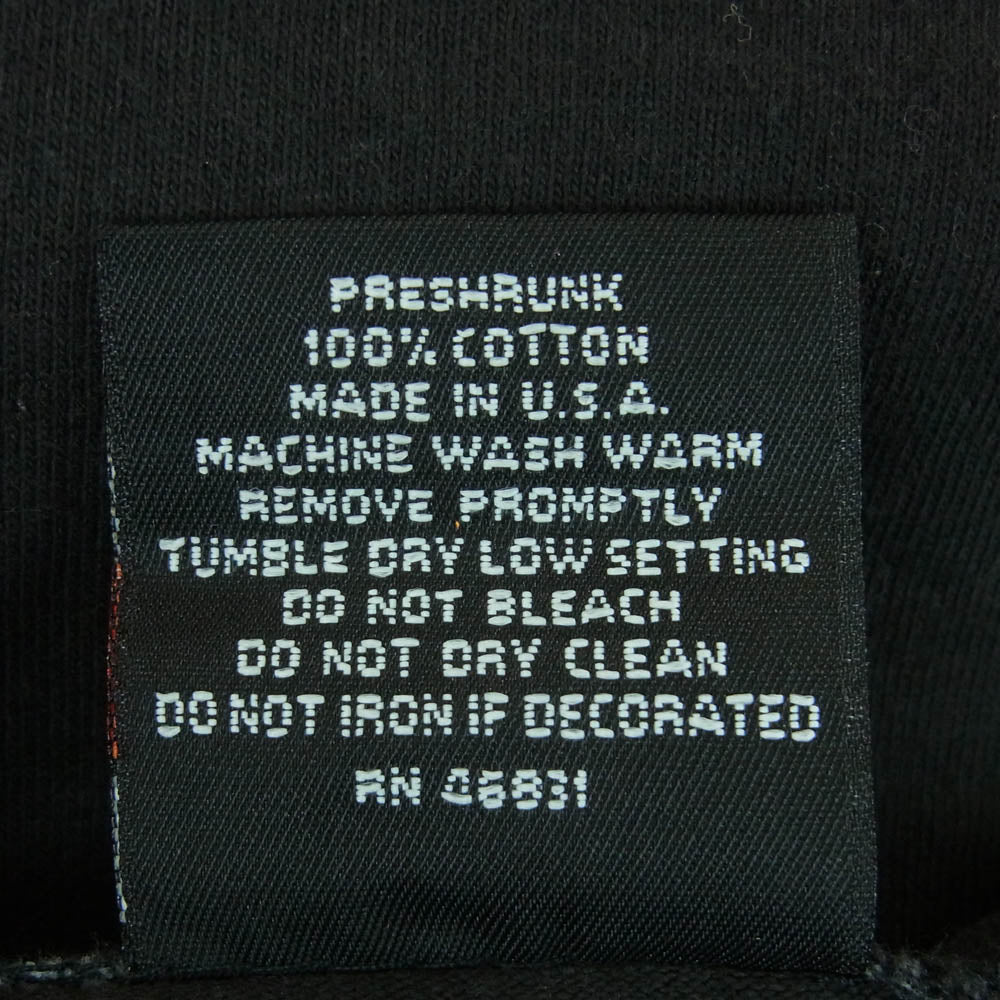 PRESHRUNK
100% COTTON
MADE IN U.S.A.
MACHINE WASH WARM
REMOVE PROMPTLY
TUMBLE DRY LOW SETTING
DO NOT BLEACH
DO NOT DRY CLEAN
DO NOT IRON IF DECORATED
RN 46831